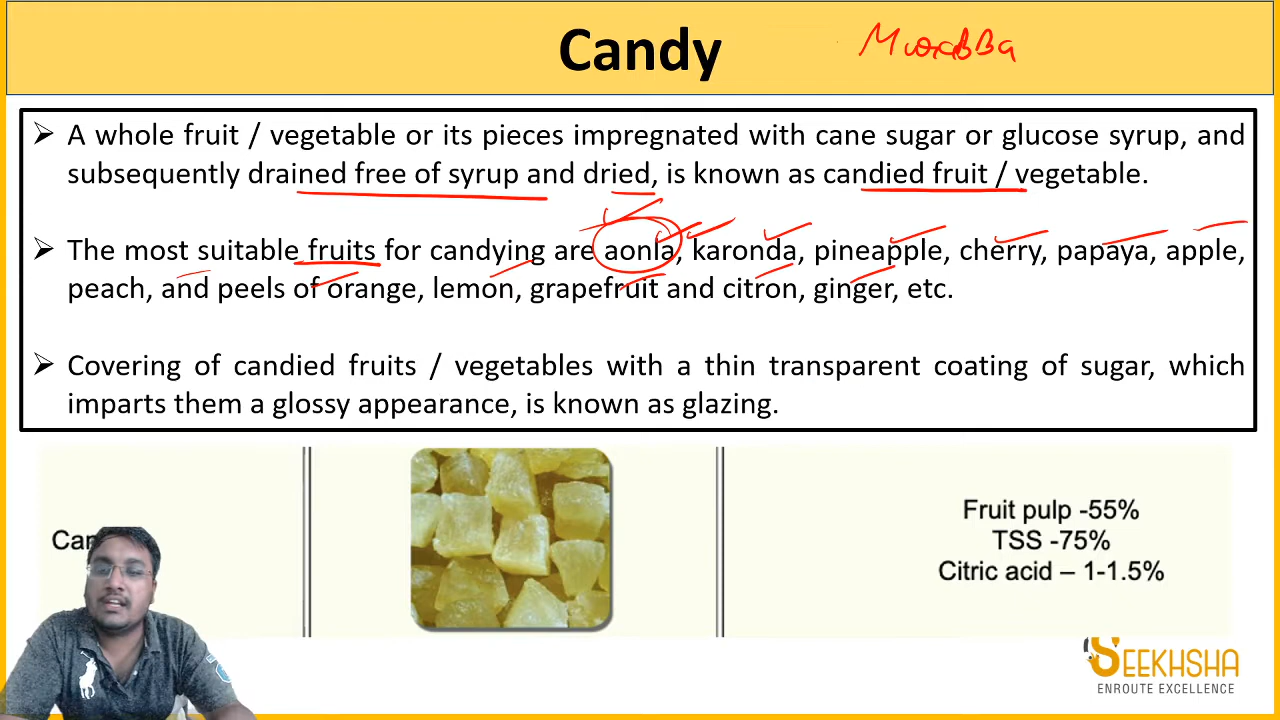 Candy
MuraBBa
➢ A whole fruit / vegetable or its pieces impregnated with cane sugar or glucose syrup, and
subsequently drained free of syrup and dried, is known as candied fruit / vegetable.
➢ The most suitable fruits for candying are aonla, karonda, pineapple, cherry, papaya, apple,
peach, and peels of orange, lemon, grapefruit and citron, ginger, etc.
➢ Covering of candied fruits / vegetables with a thin transparent coating of sugar, which
imparts them a glossy appearance, is known as glazing.
Fruit pulp -55%
TSS -75%
Citric acid – 1-1.5%
SEEKHSHA
ENROUTE EXCELLENCE